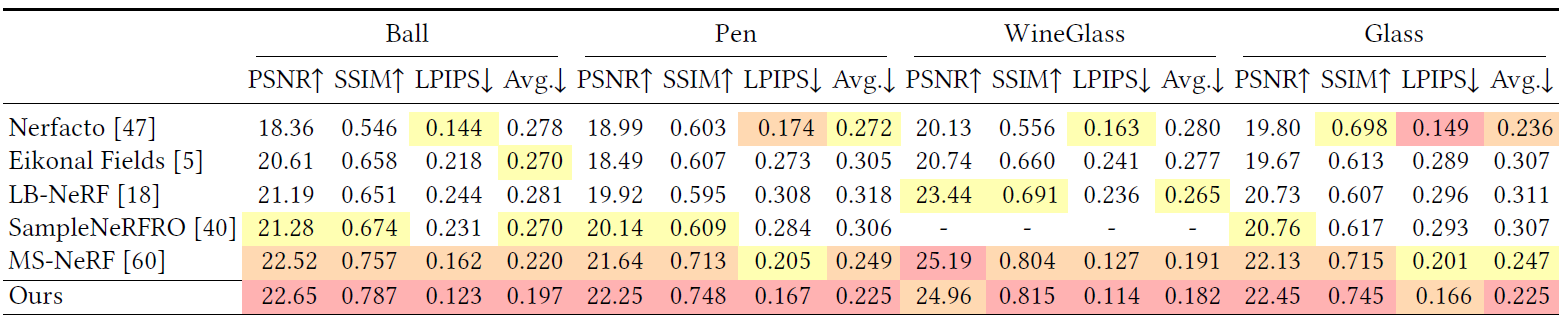 Ball Pen WineGlass Glass
PSNR↑ SSIM↑ LPIPS↓ Avg.↓ PSNR↑ SSIM↑ LPIPS↓ Avg.↓ PSNR↑ SSIM↑ LPIPS↓ Avg.↓ PSNR↑ SSIM↑ LPIPS↓ Avg.↓
Nerfacto [47] 18.36 0.546 0.144 0.278 18.99 0.603 0.174 0.272 20.13 0.556 0.163 0.280 19.80 0.698 0.149 0.236
Eikonal Fields [5] 20.61 0.658 0.218 0.270 18.49 0.607 0.273 0.305 20.74 0.660 0.241 0.277 19.67 0.613 0.289 0.307
LB-NeRF [18] 21.19 0.651 0.244 0.281 19.92 0.595 0.308 0.318 23.44 0.691 0.236 0.265 20.73 0.607 0.296 0.311
SampleNeRFRO [40] 21.28 0.674 0.231 0.270 20.14 0.609 0.284 0.306 - - - - 20.76 0.617 0.293 0.307
MS-NeRF [60] 22.52 0.757 0.162 0.220 21.64 0.713 0.205 0.249 25.19 0.804 0.127 0.191 22.13 0.715 0.201 0.247
Ours 22.65 0.787 0.123 0.197 22.25 0.748 0.167 0.225 24.96 0.815 0.114 0.182 22.45 0.745 0.166 0.225